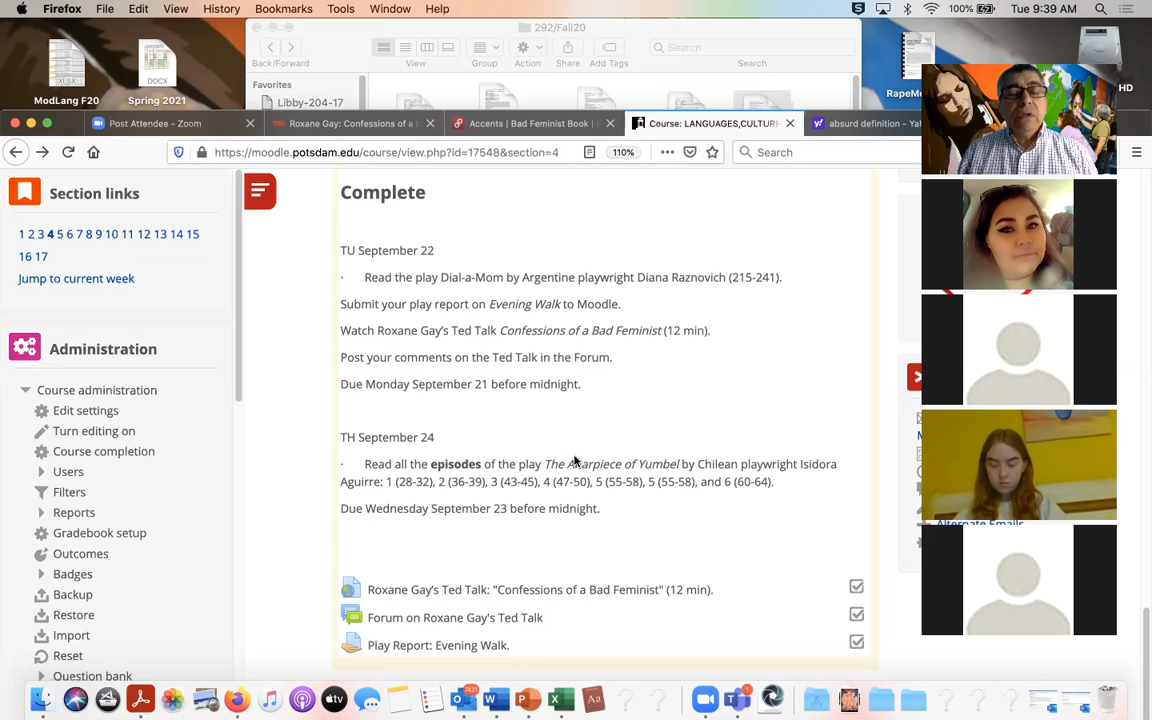 Firefox File Edit View History Bookmarks Tools Window Help 100% Tue 9:39 AM
292/Fall20
Search
Back/Forward View Group Action Share Add Tags Search
Favorites
Libby-204-17
XLSX
ModLang F20
DOCX
Spring 2021
RapeMe
HD
Post Attendee - Zoom
Roxane Gay: Confessions of a
Accents | Bad Feminist Book |
Course: LANGUAGES,CULTUR
absurd definition - Ya
https://moodle.potsdam.edu/course/view.php?id=17548&section=4
110%
Search
Section links
1 2 3 4 5 6 7 8 9 10 11 12 13 14 15
16 17
Jump to current week
Administration
Course administration
Edit settings
Turn editing on
Course completion
Users
Filters
Reports
Gradebook setup
Outcomes
Badges
Backup
Restore
Import
Reset
Question bank
Complete
TU September 22
· Read the play Dial-a-Mom by Argentine playwright Diana Raznovich (215-241).
Submit your play report on Evening Walk to Moodle.
Watch Roxane Gay's Ted Talk Confessions of a Bad Feminist (12 min).
Post your comments on the Ted Talk in the Forum.
Due Monday September 21 before midnight.
TH September 24
· Read all the episodes of the play The Altarpiece of Yumbel by Chilean playwright Isidora
Aguirre: 1 (28-32), 2 (36-39), 3 (43-45), 4 (47-50), 5 (55-58), 5 (55-58), and 6 (60-64).
Due Wednesday September 23 before midnight.
Roxane Gay's Ted Talk: "Confessions of a Bad Feminist" (12 min).
Forum on Roxane Gay's Ted Talk
Play Report: Evening Walk.
Alternate Emails